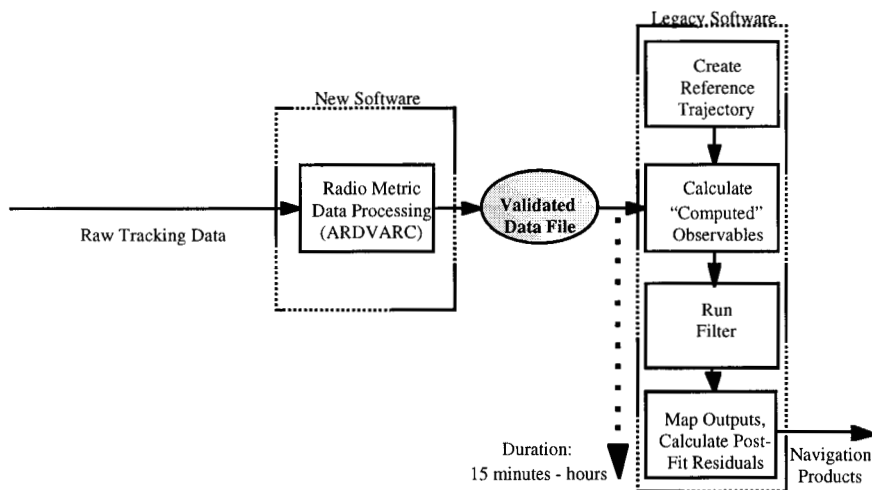 Legacy Software
Create
Reference
Trajectory
New Software
Radio Metric
Data Processing
(ARDVARC)
Validated
Data File
Calculate
“Computed”
Observables
Raw Tracking Data
Run
Filter
Map Outputs,
Calculate Post-
Fit Residuals
Duration:
15 minutes - hours
Navigation
Products